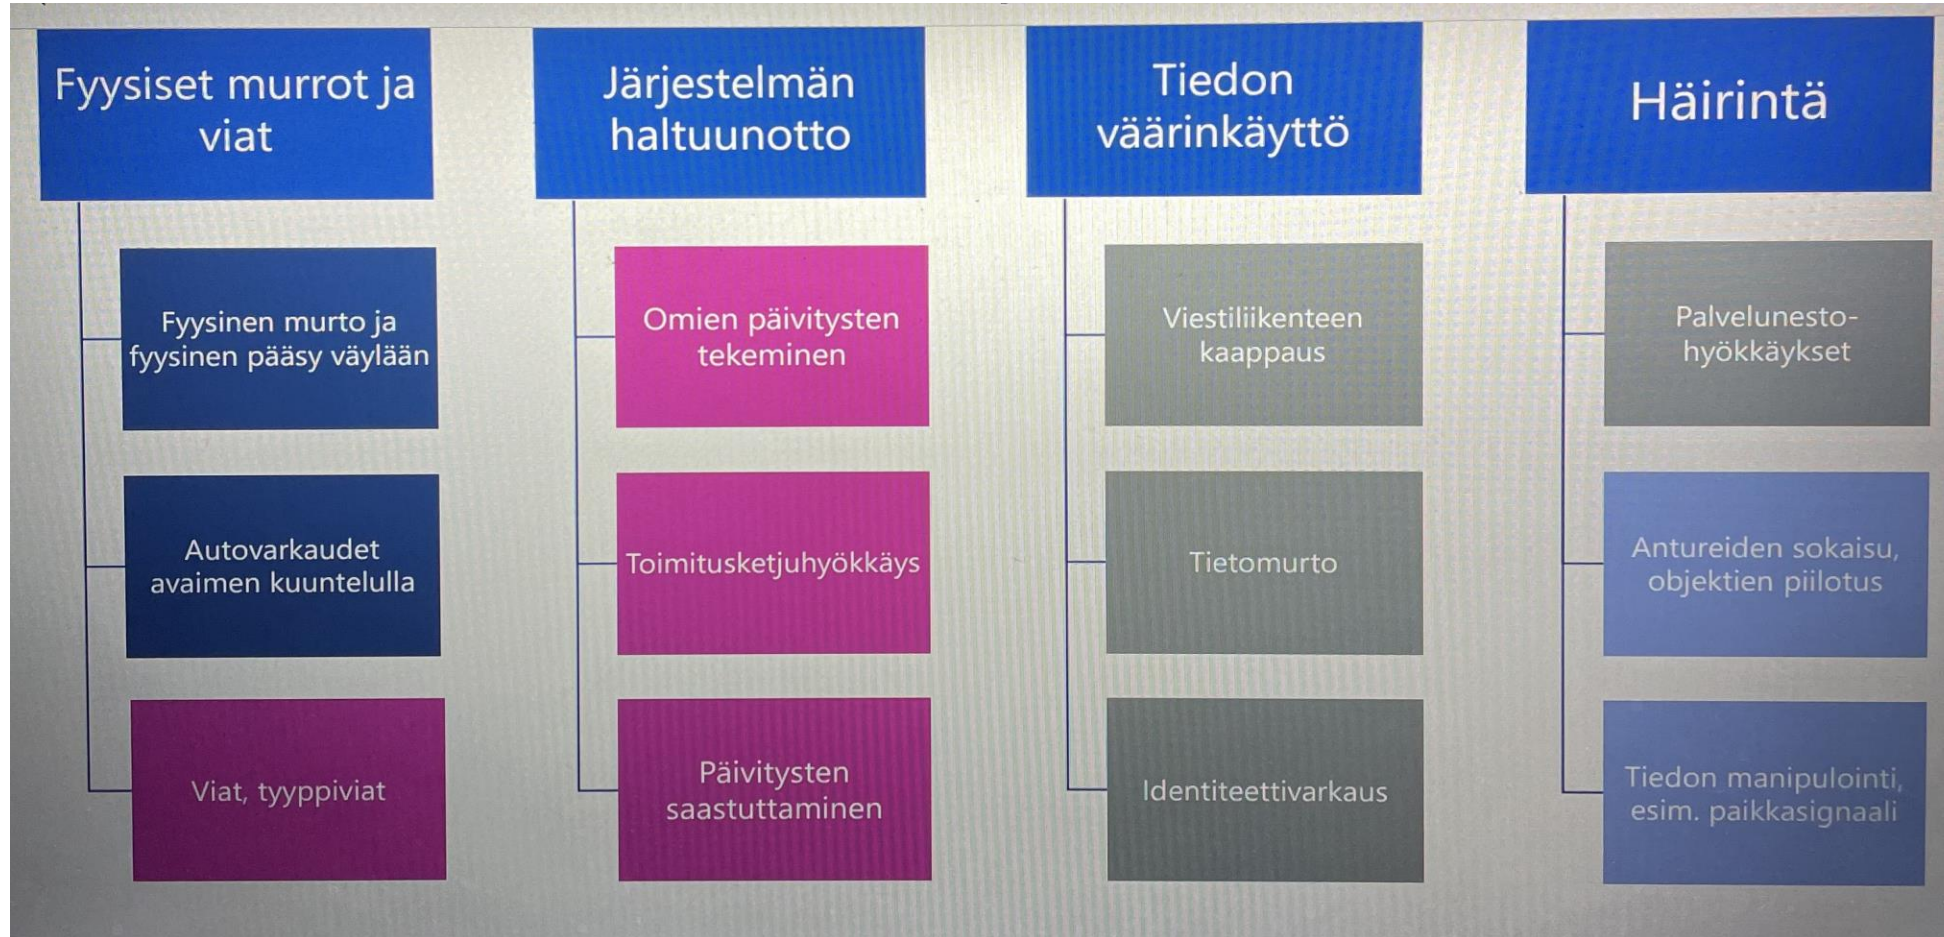 Fyysiset murrot ja
viat
Fyysinen murto ja
fyysinen pääsy väylään
Autovarkaudet
avaimen kuuntelulla
Viat, tyyppiviat
Järjestelmän
haltuunotto
Omien päivitysten
tekeminen
Toimitusketjuhyökkäys
Päivitysten
saastuttaminen
Tiedon
väärinkäyttö
Viestiliikenteen
kaappaus
Tietomurto
Identiteettivarkaus
Häirintä
Palvelunesto-
hyökkäykset
Antureiden sokaisu,
objektien piilotus
Tiedon manipulointi,
esim. paikkasignaali